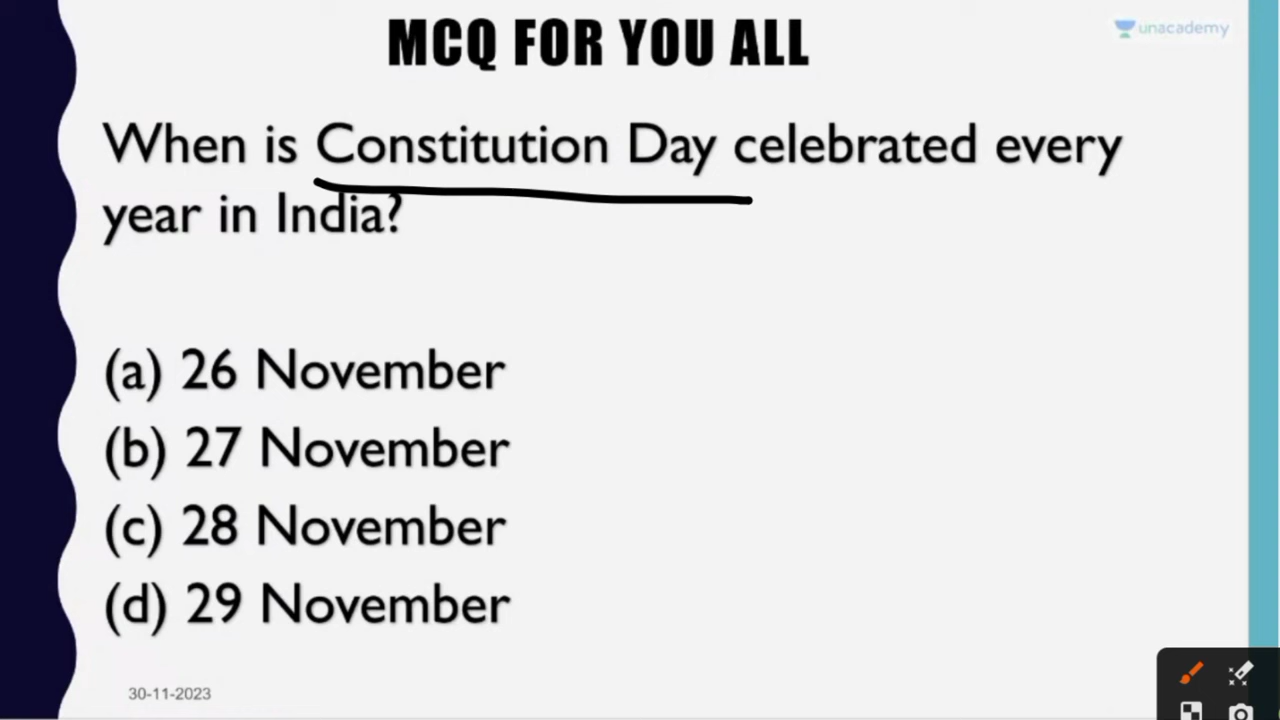 MCQ FOR YOU ALL
unacademy
When is Constitution Day celebrated every
year in India?
(a) 26 November
(b) 27 November
(c) 28 November
(d) 29 November
30-11-2023